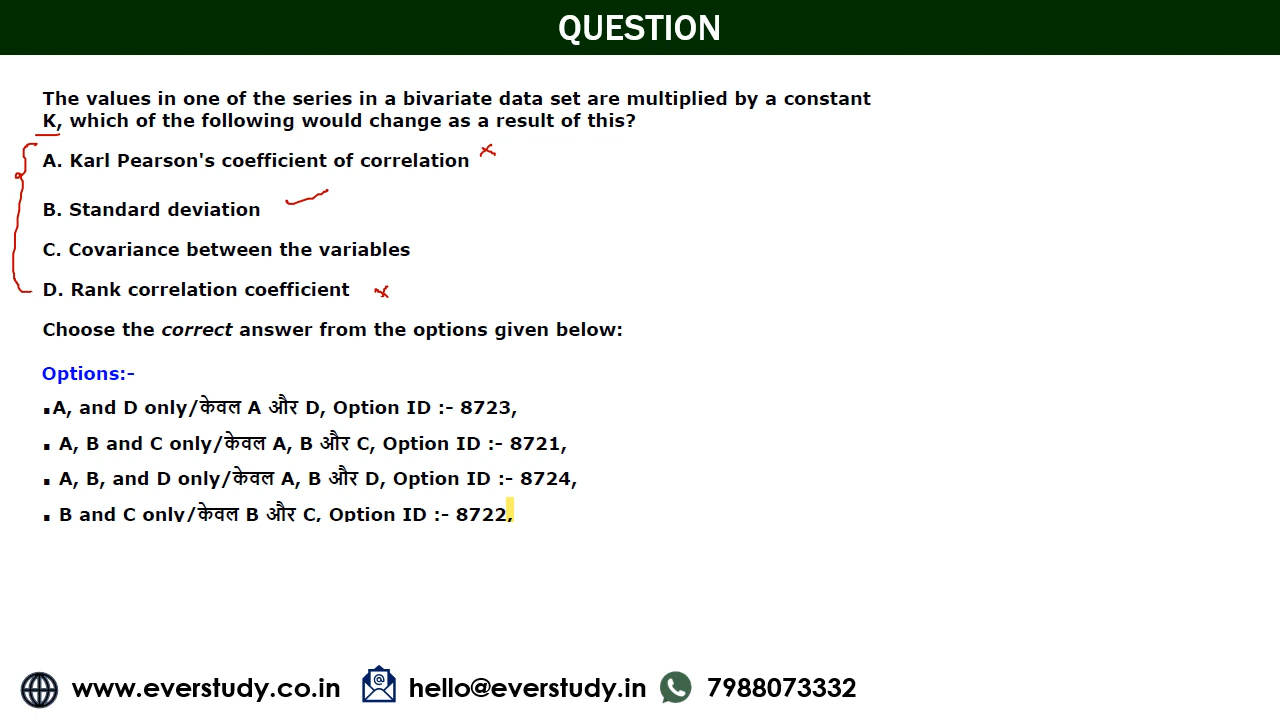 QUESTION
The values in one of the series in a bivariate data set are multiplied by a constant
K, which of the following would change as a result of this?
A. Karl Pearson's coefficient of correlation
B. Standard deviation
C. Covariance between the variables
D. Rank correlation coefficient
Choose the correct answer from the options given below:
Options:-
▪A, and D only/केवल A और D, Option ID :- 8723,
▪ A, B and C only/केवल A, B और C, Option ID :- 8721,
▪ A, B, and D only/केवल A, B और D, Option ID :- 8724,
▪ B and C only/केवल B और C, Option ID :- 8722,
www.everstudy.co.in hello@everstudy.in 7988073332